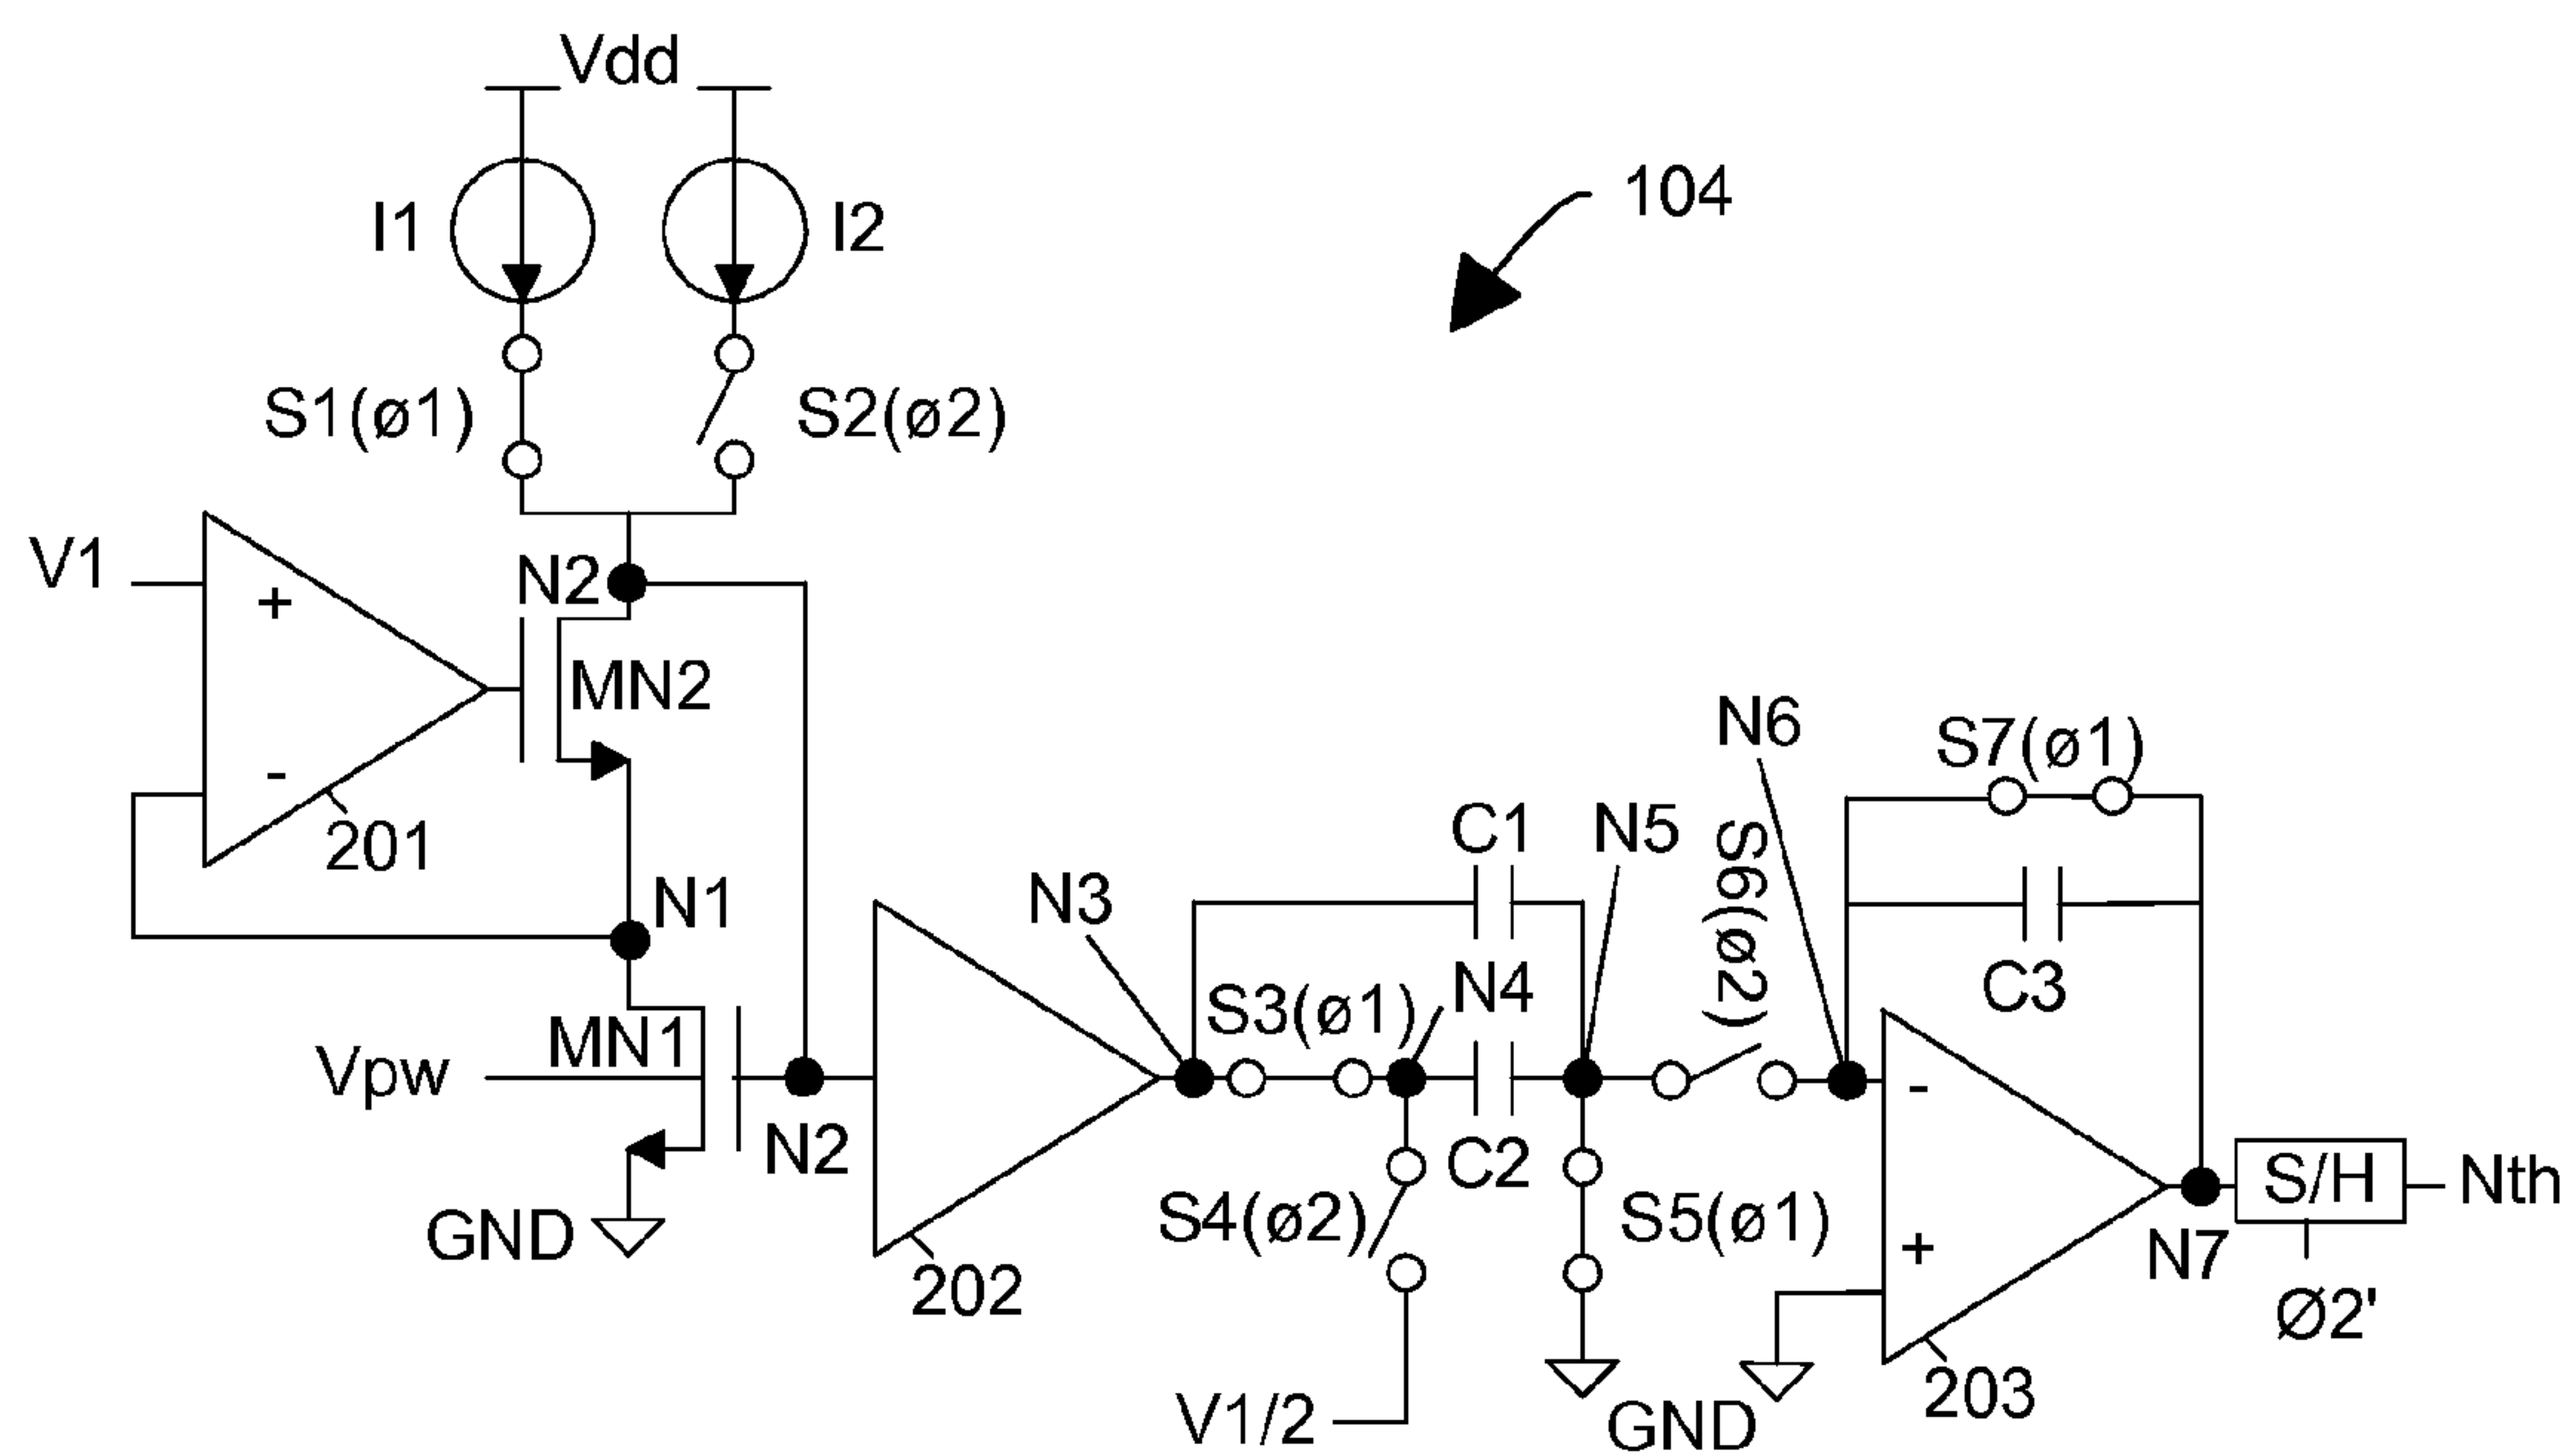 Vdd
104
I1
I2
S1(ø1)
S2(ø2)
V1
+
N2
MN2
-
201
N6
S7(ø1)
C1
N5
S6(ø2)
N1
N3
C3
N4
S3(ø1)
MN1
Vpw
-
N2
C2
S/H
Nth
S4(ø2)
S5(ø1)
GND
+
N7
202
Ø2'
V1/2
GND
203